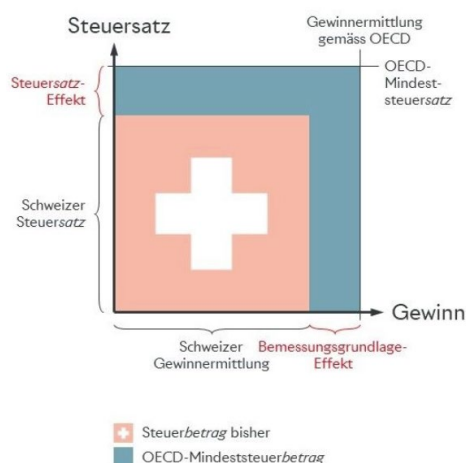 Steuersatz
Gewinnermittlung
gemäss OECD
OECD-
Mindest-
steuersatz
Steuersatz-
Effekt
Schweizer
Steuersatz
Gewinn
Schweizer
Gewinnermittlung
Bemessungsgrundlage-
Effekt
Steuerbetrag bisher
OECD-Mindeststeuerbetrag